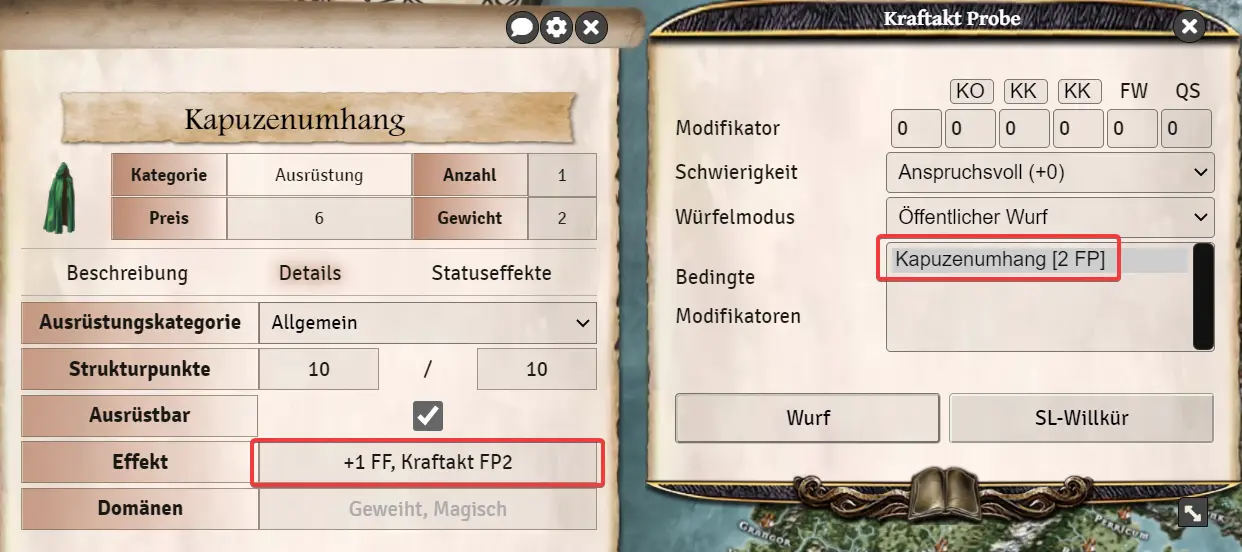 Kapuzenumhang
Kategorie Ausrüstung Anzahl 1
Preis 6 Gewicht 2
Beschreibung Details Statuseffekte
Ausrüstungskategorie Allgemein
Strukturpunkte 10 / 10
Ausrüstbar
Effekt +1 FF, Kraftakt FP2
Domänen Geweiht, Magisch
Kraftakt Probe
KO KK KK FW QS
Modifikator 0 0 0 0 0 0
Schwierigkeit Anspruchsvoll (+0)
Würfelmodus Öffentlicher Wurf
Kapuzenumhang [2 FP]
Bedingte
Modifikatoren
Wurf SL-Willkür
GRANGOR
PERRICUM